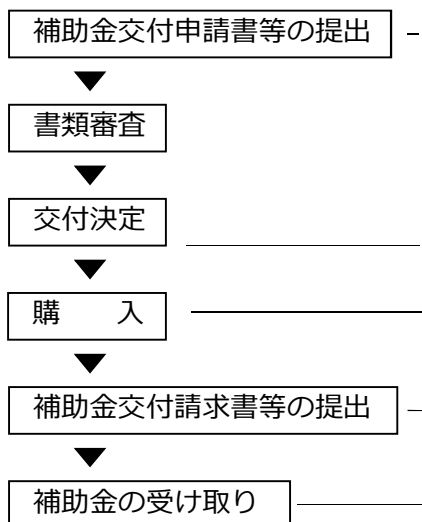 補助金交付申請書等の提出
書類審査
交付決定
購　　入
補助金交付請求書等の提出
補助金の受け取り